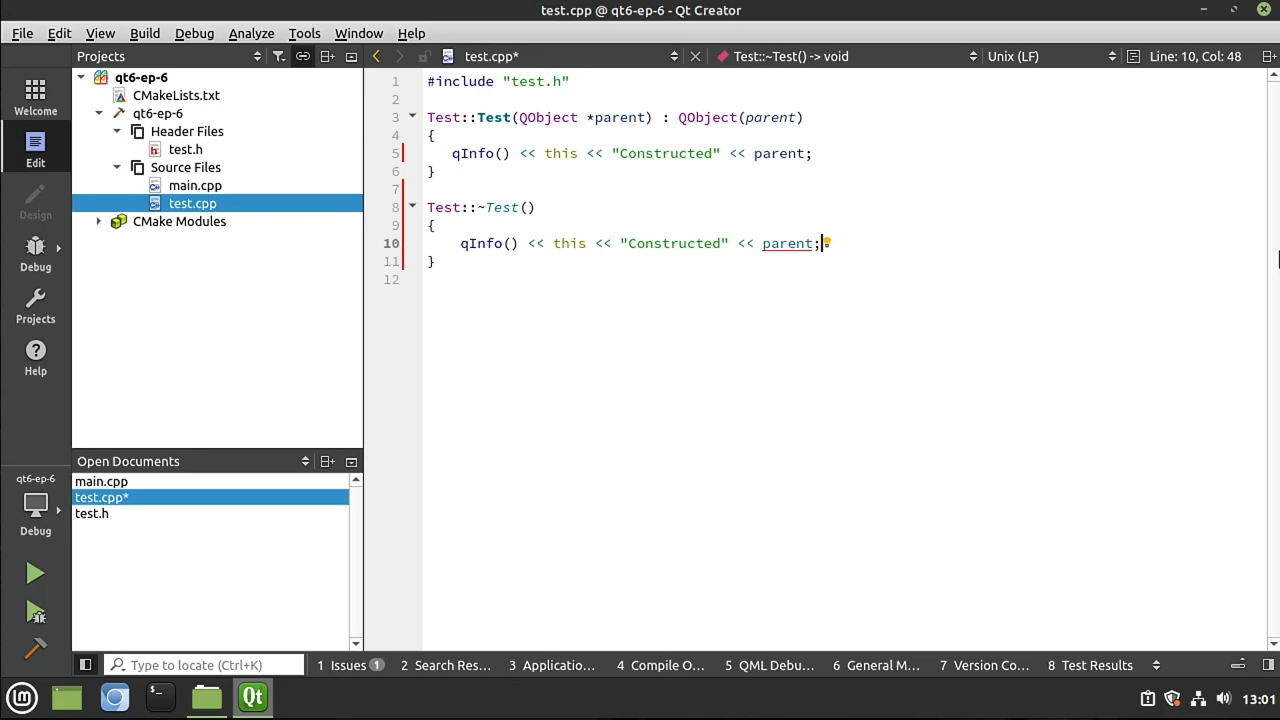 test.cpp @ qt6-ep-6 - Qt Creator
File Edit View Build Debug Analyze Tools Window Help
Projects
test.cpp* Test::~Test() -> void Unix (LF) Line: 10, Col: 48
Welcome
Edit
Design
Debug
Projects
Help
qt6-ep-6
CMakeLists.txt
qt6-ep-6
Header Files
test.h
Source Files
main.cpp
test.cpp
CMake Modules
1 #include "test.h"
2
3 Test::Test(QObject *parent) : QObject(parent)
4 {
5 qInfo() << this << "Constructed" << parent;
6 }
7
8 Test::~Test()
9 {
10 qInfo() << this << "Constructed" << parent;
11 }
12
Open Documents
main.cpp
test.cpp*
test.h
qt6-ep-6
Debug
Type to locate (Ctrl+K) 1 Issues 1 2 Search Res... 3 Applicatio... 4 Compile O... 5 QML Debu... 6 General M... 7 Version Co... 8 Test Results
Qt 13:01